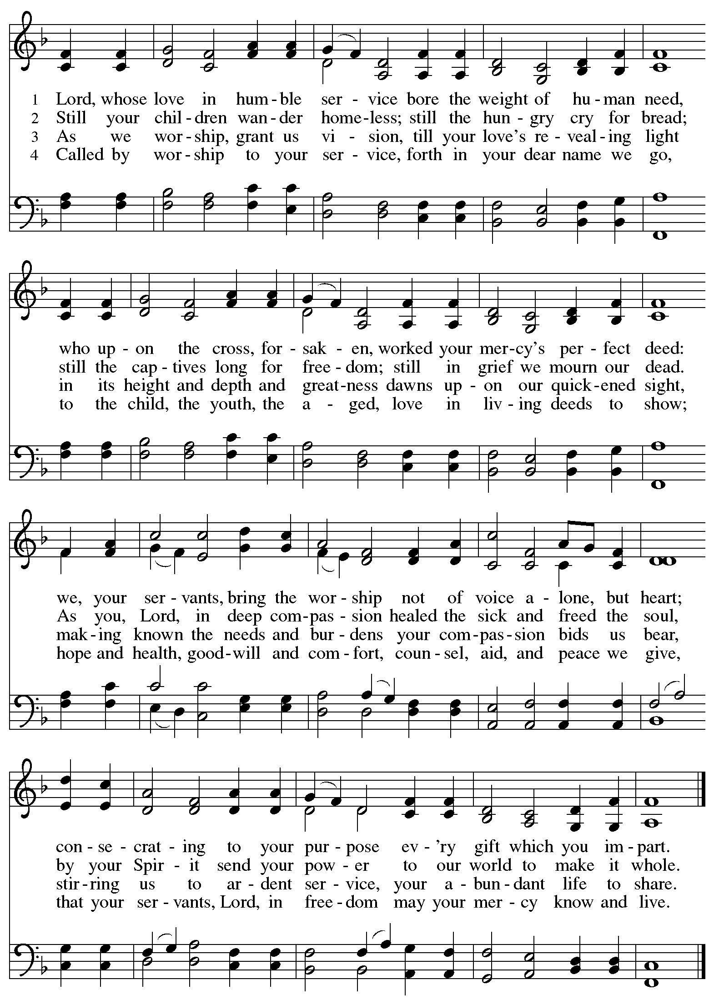 1 Lord, whose love in hum - ble ser - vice bore the weight of hu - man need,
2 Still your chil - dren wan - der home - less; still the hun - gry cry for bread;
3 As we wor - ship, grant us vi - sion, till your love's re - veal - ing light
4 Called by wor - ship to your ser - vice, forth in your dear name we go,
who up - on the cross, for - sak - en, worked your mer - cy's per - fect deed:
still the cap - tives long for free - dom; still in grief we mourn our dead.
in its height and depth and great - ness dawns up - on our quick - ened sight,
to the child, the youth, the a - ged, love in liv - ing deeds to show;
we, your ser - vants, bring the wor - ship not of voice a - lone, but heart;
As you, Lord, in deep com - pas - sion healed the sick and freed the soul,
mak - ing known the needs and bur - dens your com - pas - sion bids us bear,
hope and health, good - will and com - fort, coun - sel, aid, and peace we give,
con - se - crat - ing to your pur - pose ev - 'ry gift which you im - part.
by your Spir - it send your pow - er to our world to make it whole.
stir - ring us to ar - dent ser - vice, your a - bun - dant life to share.
that your ser - vants, Lord, in free - dom may your mer - cy know and live.